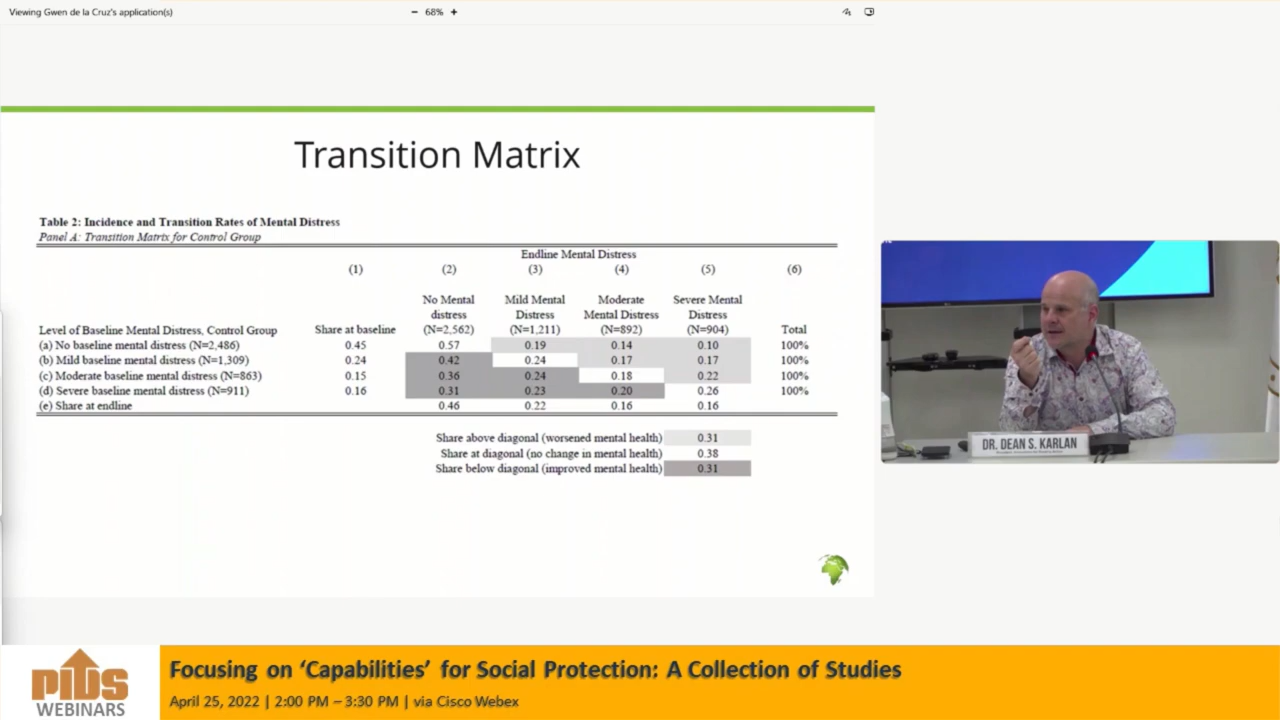 Viewing Gwen de la Cruz's application(s)
− 68% +
Transition Matrix
Table 2: Incidence and Transition Rates of Mental Distress
Panel A: Transition Matrix for Control Group
Endline Mental Distress
(1) (2) (3) (4) (5) (6)
No Mental Mild Mental Moderate Severe Mental
distress Distress Mental Distress Distress
Level of Baseline Mental Distress, Control Group Share at baseline (N=2,562) (N=1,211) (N=892) (N=904) Total
(a) No baseline mental distress (N=2,486) 0.45 0.57 0.19 0.14 0.10 100%
(b) Mild baseline mental distress (N=1,309) 0.24 0.42 0.24 0.17 0.17 100%
(c) Moderate baseline mental distress (N=863) 0.15 0.36 0.24 0.18 0.22 100%
(d) Severe baseline mental distress (N=911) 0.16 0.31 0.23 0.20 0.26 100%
(e) Share at endline 0.46 0.22 0.16 0.16
Share above diagonal (worsened mental health) 0.31
Share at diagonal (no change in mental health) 0.38
Share below diagonal (improved mental health) 0.31
DR. DEAN S. KARLAN
PIDS
WEBINARS
Focusing on ‘Capabilities’ for Social Protection: A Collection of Studies
April 25, 2022 | 2:00 PM – 3:30 PM | via Cisco Webex